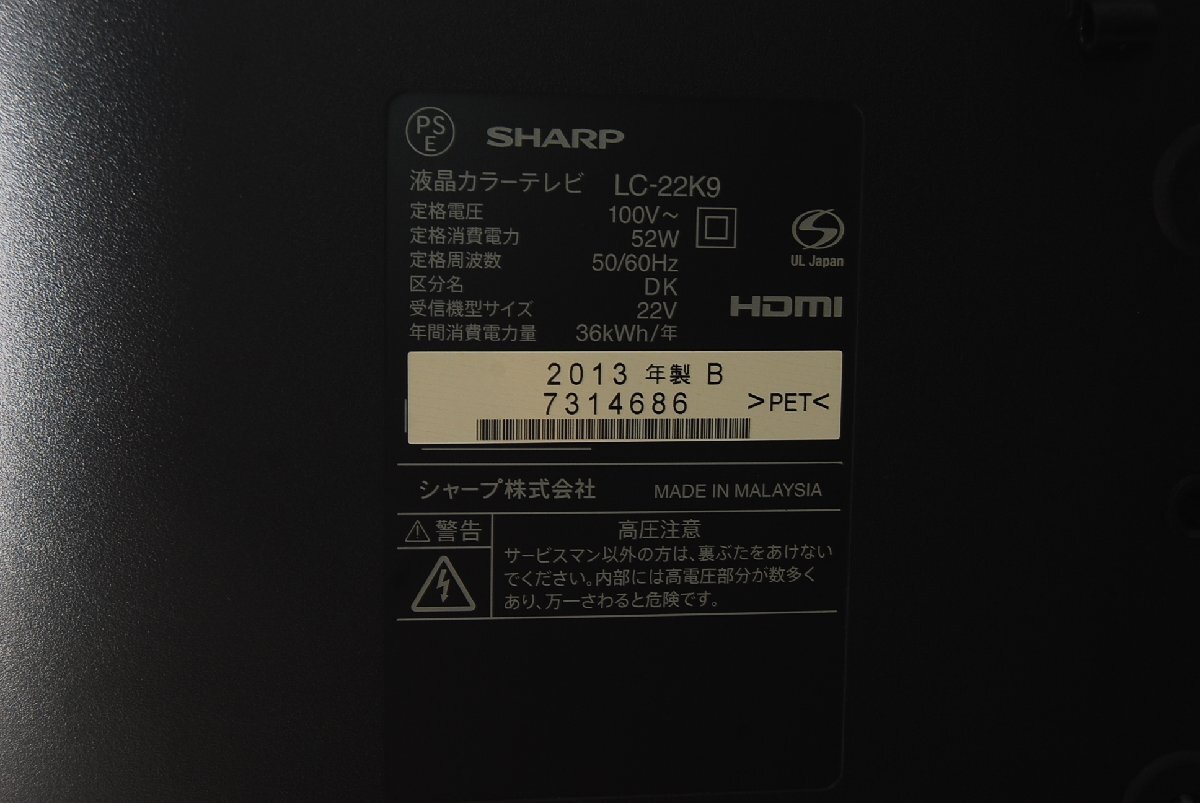 PS
E
SHARP
液晶カラーテレビ LC-22K9
定格電圧 100V～
定格消費電力 52W
定格周波数 50/60Hz
区分名 DK
受信機型サイズ 22V
年間消費電力量 36kWh/年
UL Japan
HDMI
2013 年製 B
7314686 >PET<
シャープ株式会社 MADE IN MALAYSIA
警告
高圧注意
サービスマン以外の方は、裏ぶたをあけない
でください。内部には高電圧部分が数多く
あり、万一さわると危険です。